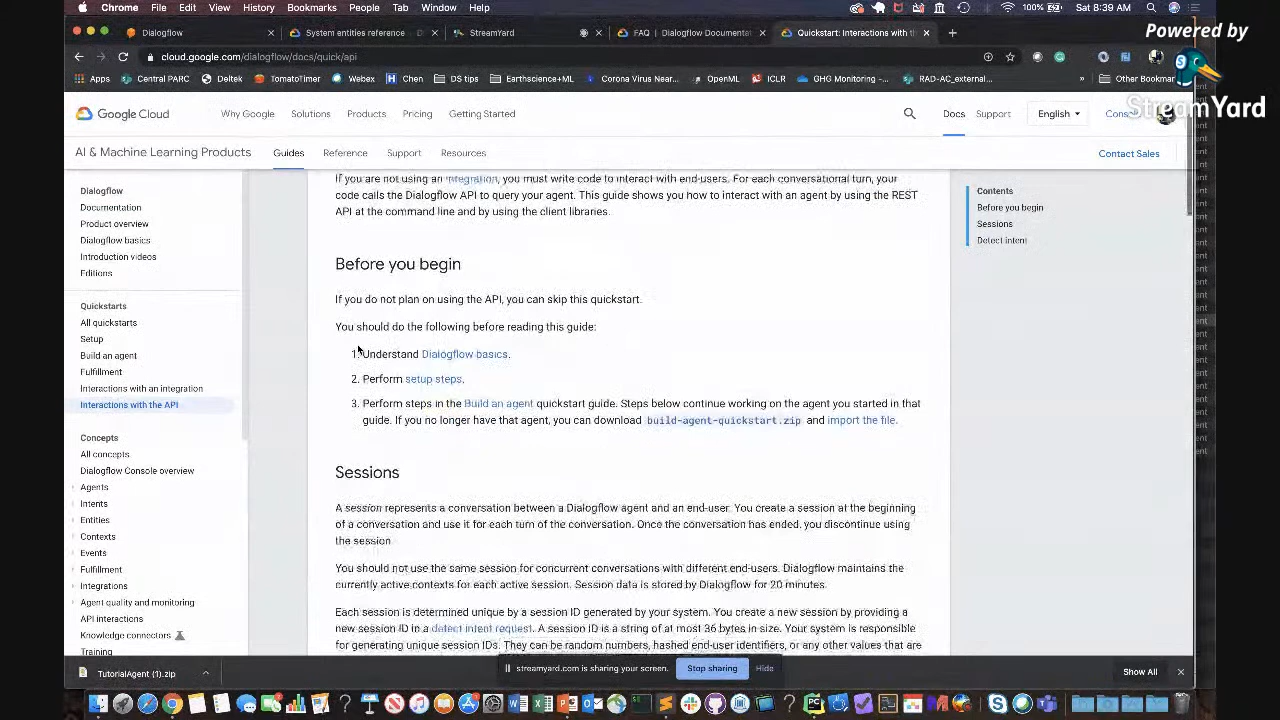 Chrome File Edit View History Bookmarks People Tab Window Help 100% Sat 8:39 AM
Powered by
StreamYard
Dialogflow System entities reference - D StreamYard FAQ | Dialogflow Documentat Quickstart: Interactions with th
cloud.google.com/dialogflow/docs/quick/api
Apps Central PARC Deltek TomatoTimer Webex Chen DS tips Earthscience+ML Corona Virus Near... OpenML ICLR GHG Monitoring -... RAD-AC_external... » Other Bookmar
Google Cloud Why Google Solutions Products Pricing Getting Started Docs Support English
AI & Machine Learning Products Guides Reference Support Resources Contact Sales
If you are not using an integration, you must write code to interact with end-users. For each conversational turn, your
code calls the Dialogflow API to query your agent. This guide shows you how to interact with an agent by using the REST
API at the command line and by using the client libraries.
Before you begin
If you do not plan on using the API, you can skip this quickstart.
You should do the following before reading this guide:
1. Understand Dialogflow basics.
2. Perform setup steps.
3. Perform steps in the Build an agent quickstart guide. Steps below continue working on the agent you started in that
guide. If you no longer have that agent, you can download build-agent-quickstart.zip and import the file.
Sessions
A session represents a conversation between a Dialogflow agent and an end-user. You create a session at the beginning
of a conversation and use it for each turn of the conversation. Once the conversation has ended, you discontinue using
the session.
You should not use the same session for concurrent conversations with different end-users. Dialogflow maintains the
currently active contexts for each active session. Session data is stored by Dialogflow for 20 minutes.
Each session is determined unique by a session ID generated by your system. You create a new session by providing a
new session ID in a detect intent request. A session ID is a string of at most 36 bytes in size. Your system is responsible
for generating unique session IDs. They can be random numbers, hashed end-user identifiers, or any other values that are
Dialogflow
Documentation
Product overview
Dialogflow basics
Introduction videos
Editions
Quickstarts
All quickstarts
Setup
Build an agent
Fulfillment
Interactions with an integration
Interactions with the API
Concepts
All concepts
Dialogflow Console overview
Agents
Intents
Entities
Contexts
Events
Fulfillment
Integrations
Agent quality and monitoring
API interactions
Knowledge connectors
Training
Contents
Before you begin
Sessions
Detect intent
TutorialAgent (1).zip
streamyard.com is sharing your screen. Stop sharing Hide
Show All